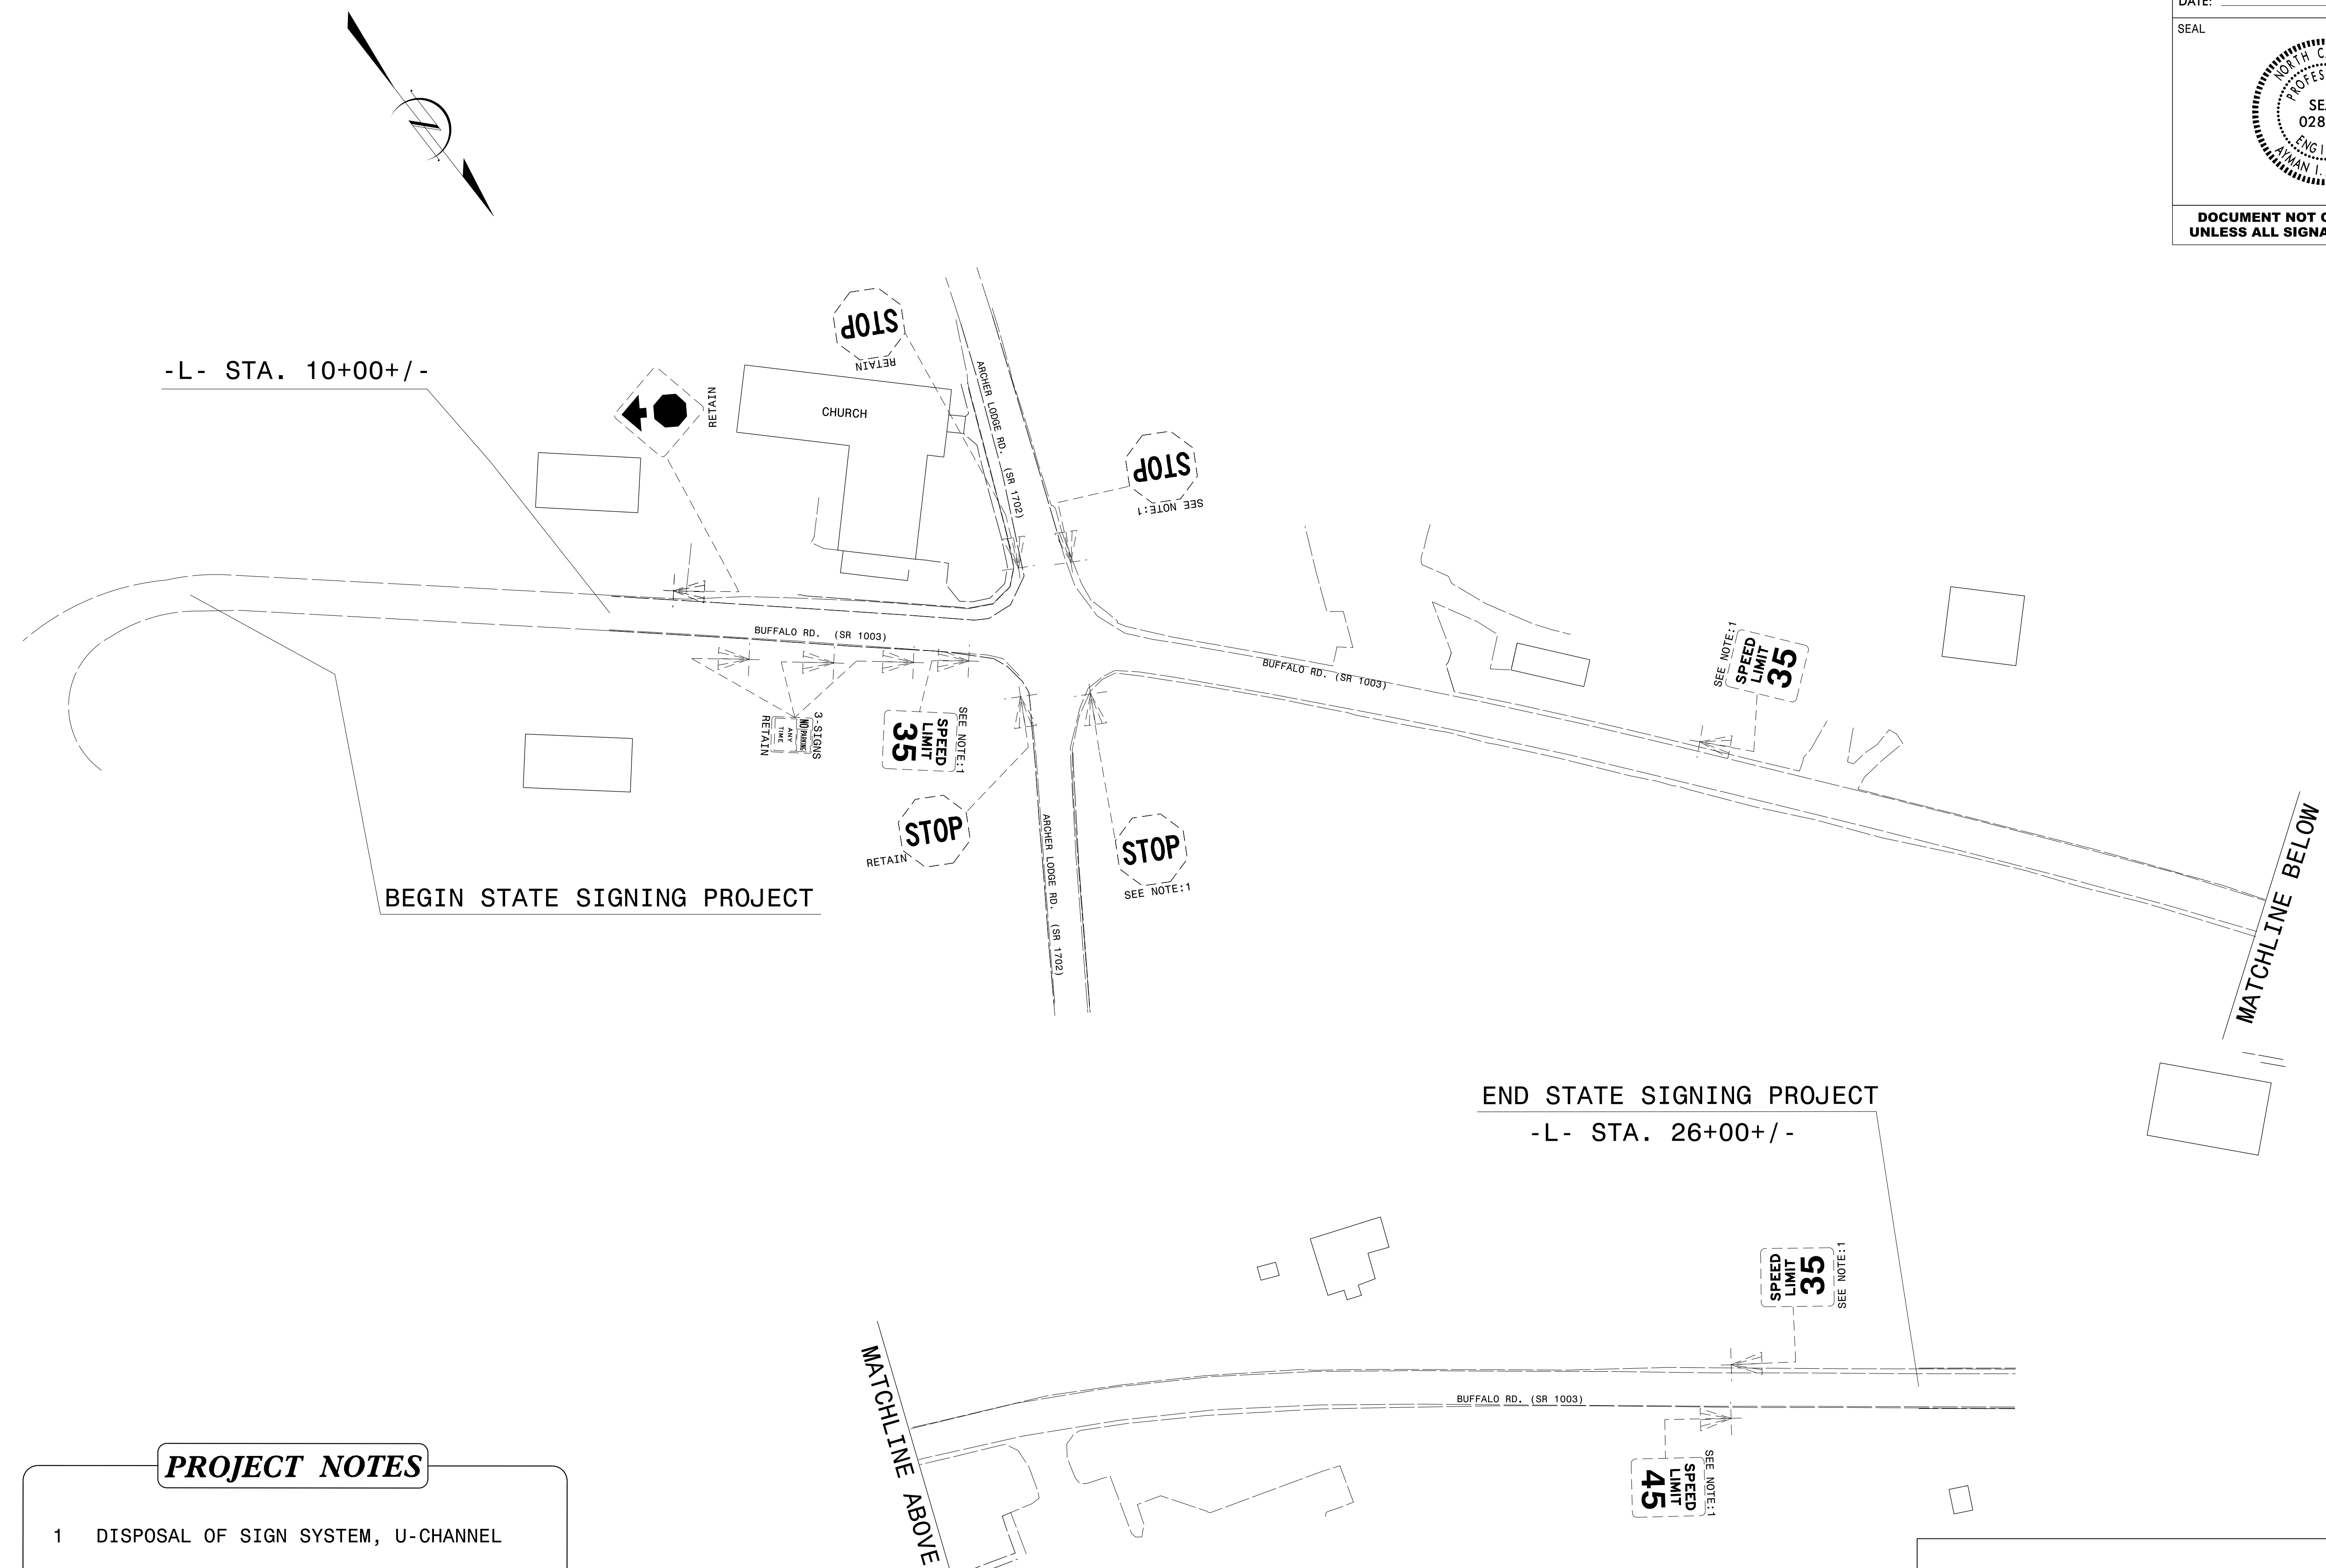 DATE:
SEAL
NORTH
SEAL
028
AYMAN I.
DOCUMENT NOT
UNLESS ALL
N
-L- STA. 10+00+/-
RETAIN
CHURCH
STOP
RETAIN
ARCHER LODGE RD. (SR 1702)
STOP
SEE NOTE:1
BUFFALO RD. (SR 1003)
BUFFALO RD. (SR 1003)
SEE NOTE:1
SPEED
LIMIT
35
3-SIGNS
NO PARKING
ANY
TIME
RETAIN
SEE NOTE:1
SPEED
LIMIT
35
STOP
RETAIN
ARCHER LODGE RD. (SR 1702)
STOP
SEE NOTE:1
BEGIN STATE SIGNING PROJECT
MATCHLINE BELOW
END STATE SIGNING PROJECT
-L- STA. 26+00+/-
SPEED
LIMIT
35
SEE NOTE:1
MATCHLINE ABOVE
BUFFALO RD. (SR 1003)
SEE NOTE:1
SPEED
LIMIT
45
PROJECT NOTES
1 DISPOSAL OF SIGN SYSTEM, U-CHANNEL